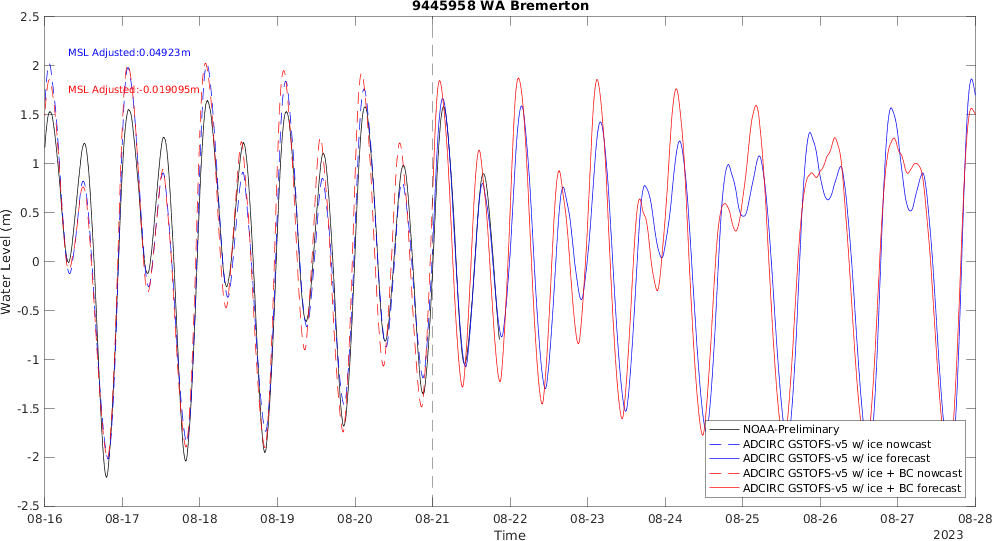 9445958 WA Bremerton
2.5
2
1.5
1
0.5
0
-0.5
-1
-1.5
-2
-2.5
Water Level (m)
MSL Adjusted:0.04923m
MSL Adjusted:-0.019095m
NOAA-Preliminary
ADCIRC GSTOFS-v5 w/ ice nowcast
ADCIRC GSTOFS-v5 w/ ice forecast
ADCIRC GSTOFS-v5 w/ ice + BC nowcast
ADCIRC GSTOFS-v5 w/ ice + BC forecast
08-16 08-17 08-18 08-19 08-20 08-21 08-22 08-23 08-24 08-25 08-26 08-27 08-28
Time
2023